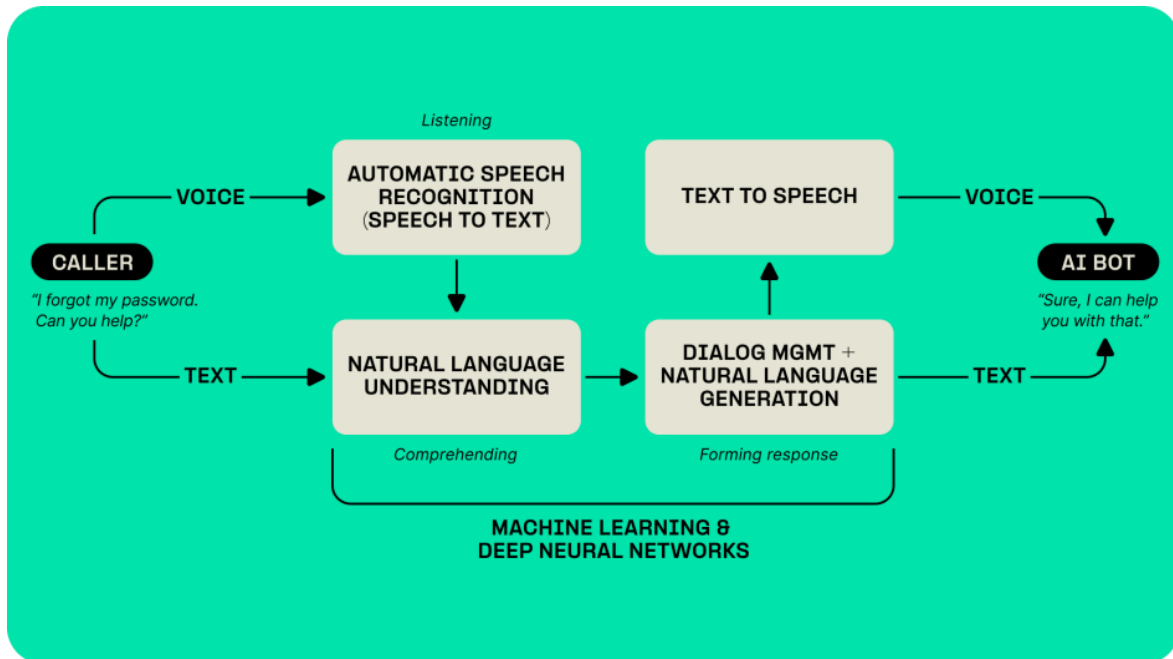 Listening
AUTOMATIC SPEECH
RECOGNITION
(SPEECH TO TEXT)
TEXT TO SPEECH
VOICE
VOICE
CALLER
AI BOT
“I forgot my password.
Can you help?”
“Sure, I can help
you with that.”
NATURAL LANGUAGE
UNDERSTANDING
DIALOG MGMT +
NATURAL LANGUAGE
GENERATION
TEXT
TEXT
Comprehending
Forming response
MACHINE LEARNING &
DEEP NEURAL NETWORKS